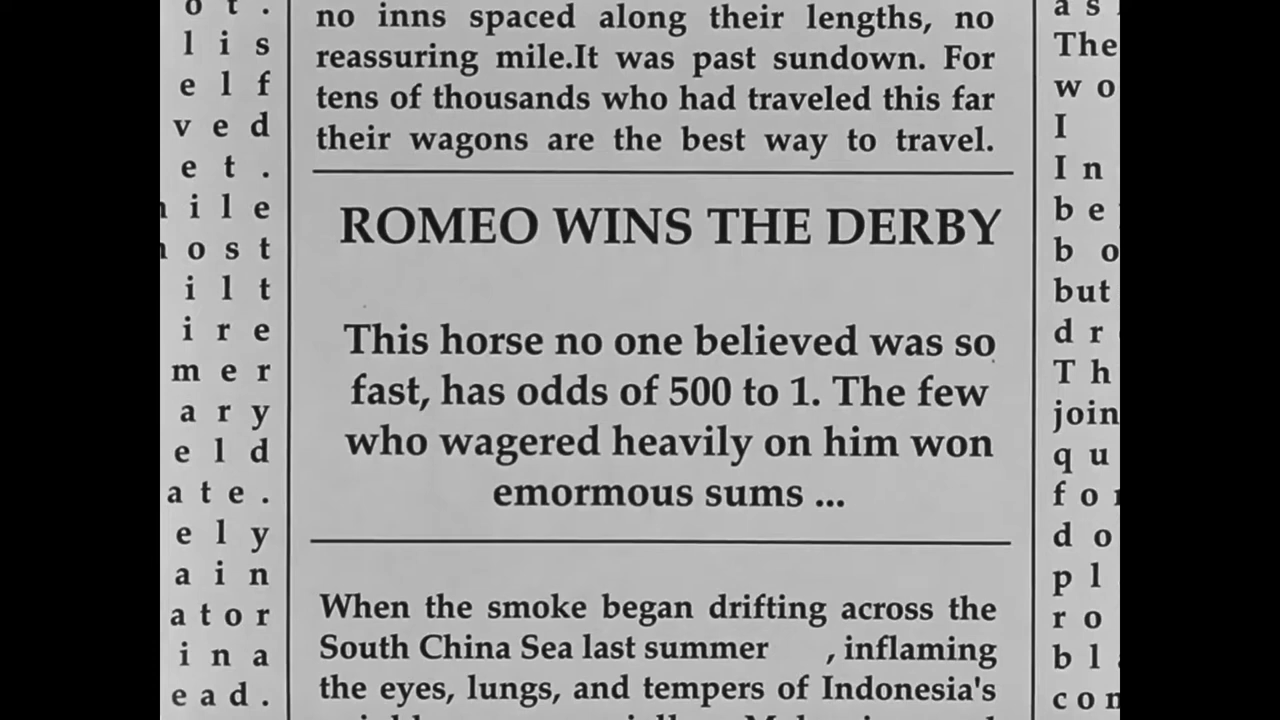 o t .
l i s
e l f
v e d
e t .
i l e
o s t
i l t
i r e
m e r
a r y
e l d
a t e .
e l y
a i n
a t o r
i n a
e a d .
no inns spaced along their lengths, no
reassuring mile.It was past sundown. For
tens of thousands who had traveled this far
their wagons are the best way to travel.
ROMEO WINS THE DERBY
This horse no one believed was so
fast, has odds of 500 to 1. The few
who wagered heavily on him won
emormous sums ...
When the smoke began drifting across the
South China Sea last summer , inflaming
the eyes, lungs, and tempers of Indonesia's
a s
The
w o
I
I n
b e
b o
but
d r
T h
join
q u
f o
d o
p l
r o
b l
c o